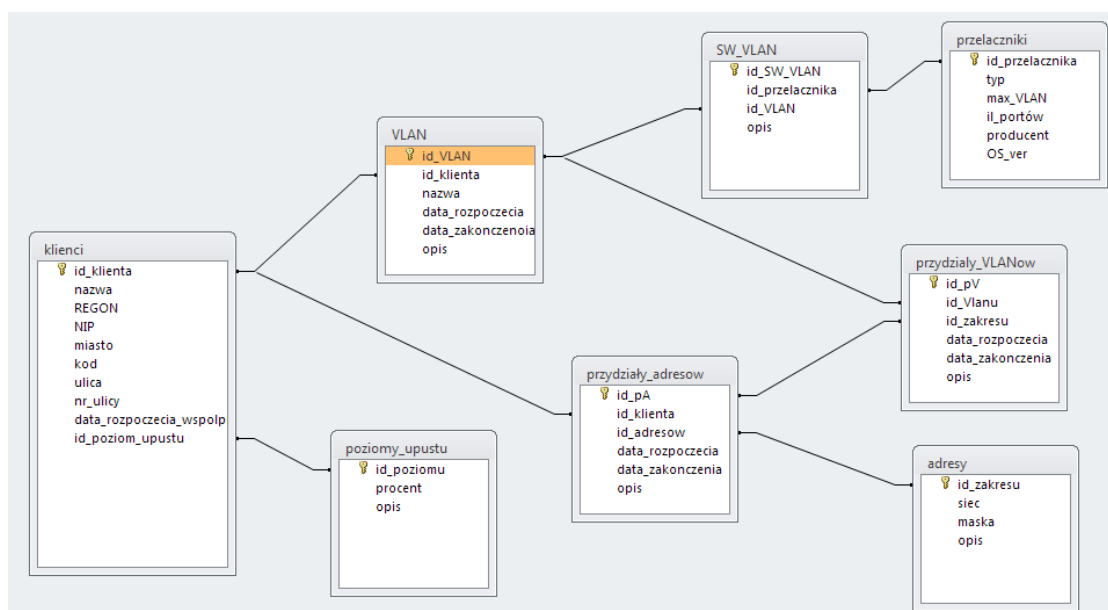 klienci
id_klienta
nazwa
REGON
NIP
miasto
kod
ulica
nr_ulicy
data_rozpoczecia_wspolp
id_poziom_upustu
VLAN
id_VLAN
id_klienta
nazwa
data_rozpoczecia
data_zakonczenoia
opis
poziomy_upustu
id_poziomu
procent
opis
SW_VLAN
id_SW_VLAN
id_przelacznika
id_VLAN
opis
przelaczniki
id_przelacznika
typ
max_VLAN
il_portów
producent
OS_ver
przydziały_adresow
id_pA
id_klienta
id_adresow
data_rozpoczecia
data_zakonczenia
opis
przydzialy_VLANow
id_pV
id_Vlanu
id_zakresu
data_rozpoczecia
data_zakonczenia
opis
adresy
id_zakresu
siec
maska
opis